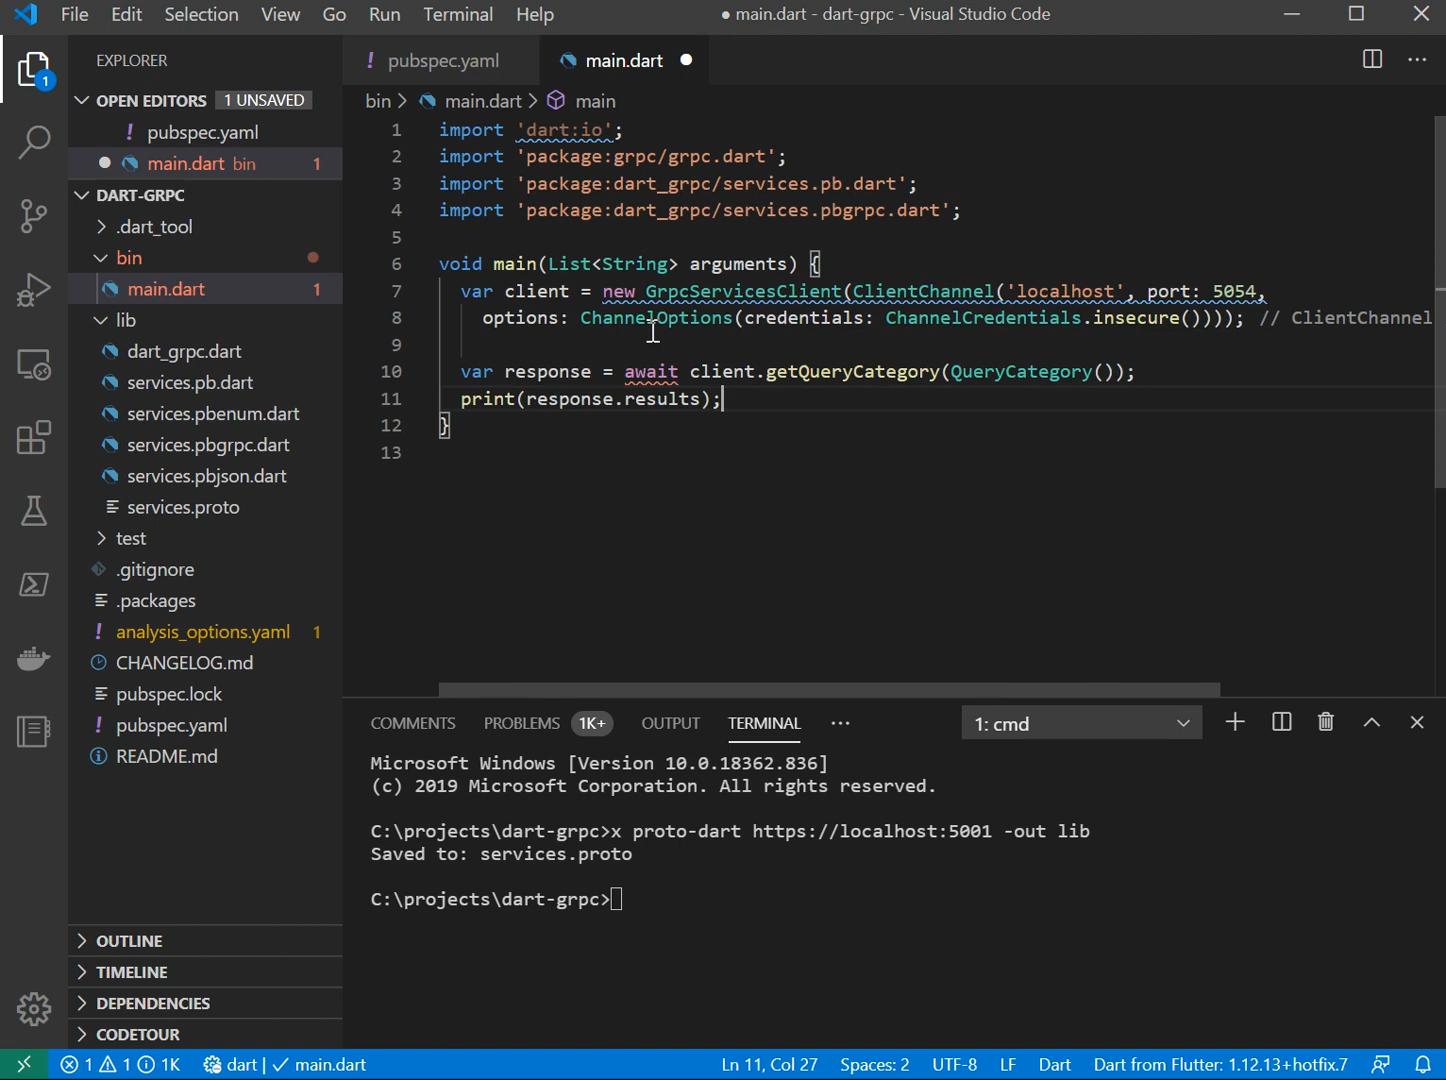 File Edit Selection View Go Run Terminal Help
● main.dart - dart-grpc - Visual Studio Code
1
EXPLORER
OPEN EDITORS 1 UNSAVED
! pubspec.yaml
main.dart bin 1
DART-GRPC
.dart_tool
bin
main.dart 1
lib
dart_grpc.dart
services.pb.dart
services.pbenum.dart
services.pbgrpc.dart
services.pbjson.dart
services.proto
test
.gitignore
.packages
! analysis_options.yaml 1
CHANGELOG.md
pubspec.lock
! pubspec.yaml
README.md
OUTLINE
TIMELINE
DEPENDENCIES
CODETOUR
! pubspec.yaml
main.dart ●
bin > main.dart > main
1 import 'dart:io';
2 import 'package:grpc/grpc.dart';
3 import 'package:dart_grpc/services.pb.dart';
4 import 'package:dart_grpc/services.pbgrpc.dart';
5
6 void main(List<String> arguments) {
7 var client = new GrpcServicesClient(ClientChannel('localhost', port: 5054,
8 options: ChannelOptions(credentials: ChannelCredentials.insecure()))); // ClientChannel
9
10 var response = await client.getQueryCategory(QueryCategory());
11 print(response.results);
12 }
13
COMMENTS PROBLEMS 1K+ OUTPUT TERMINAL ··· 1: cmd
Microsoft Windows [Version 10.0.18362.836]
(c) 2019 Microsoft Corporation. All rights reserved.
C:\projects\dart-grpc>x proto-dart https://localhost:5001 -out lib
Saved to: services.proto
C:\projects\dart-grpc>
1 1 1K dart | ✓ main.dart Ln 11, Col 27 Spaces: 2 UTF-8 LF Dart Dart from Flutter: 1.12.13+hotfix.7